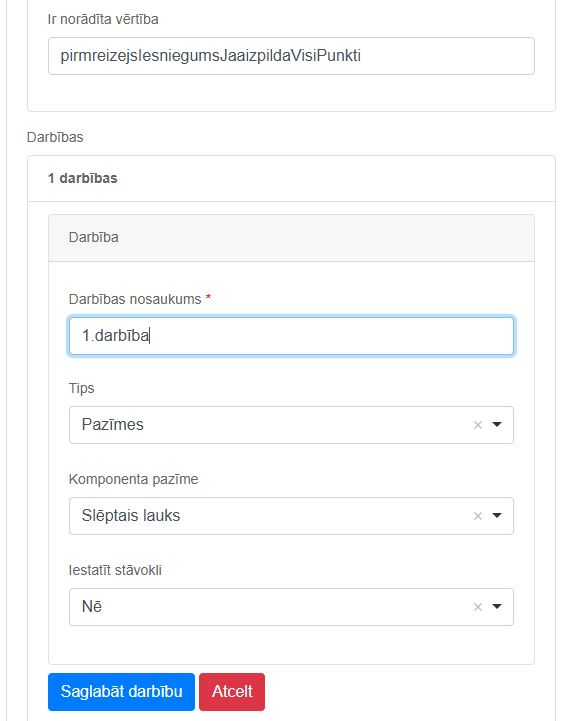 Ir norādīta vērtība
pirmreizejsIesniegumsJaaizpildaVisiPunkti
Darbības
1 darbības
Darbība
Darbības nosaukums *
1.darbība
Tips
Pazīmes
Komponenta pazīme
Slēptais lauks
Iestatīt stāvokli
Nē
Saglabāt darbību Atcelt